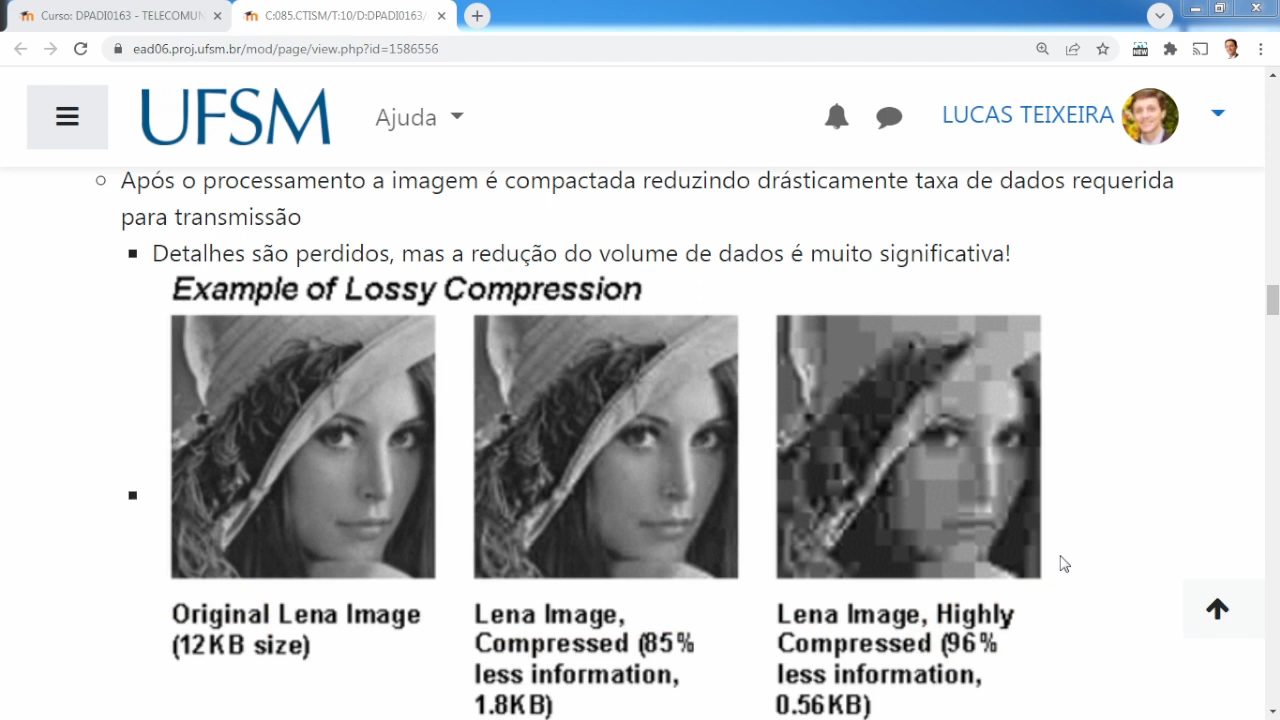 Curso: DPADI0163 - TELECOMUN
C:085.CTISM/T:10/D:DPADI0163/
ead06.proj.ufsm.br/mod/page/view.php?id=1586556
NEW
UFSM
Ajuda
LUCAS TEIXEIRA
Após o processamento a imagem é compactada reduzindo drásticamente taxa de dados requerida
para transmissão
Detalhes são perdidos, mas a redução do volume de dados é muito significativa!
Example of Lossy Compression
Original Lena Image
(12KB size)
Lena Image,
Compressed (85%
less information,
1.8KB)
Lena Image, Highly
Compressed (96%
less information,
0.56KB)